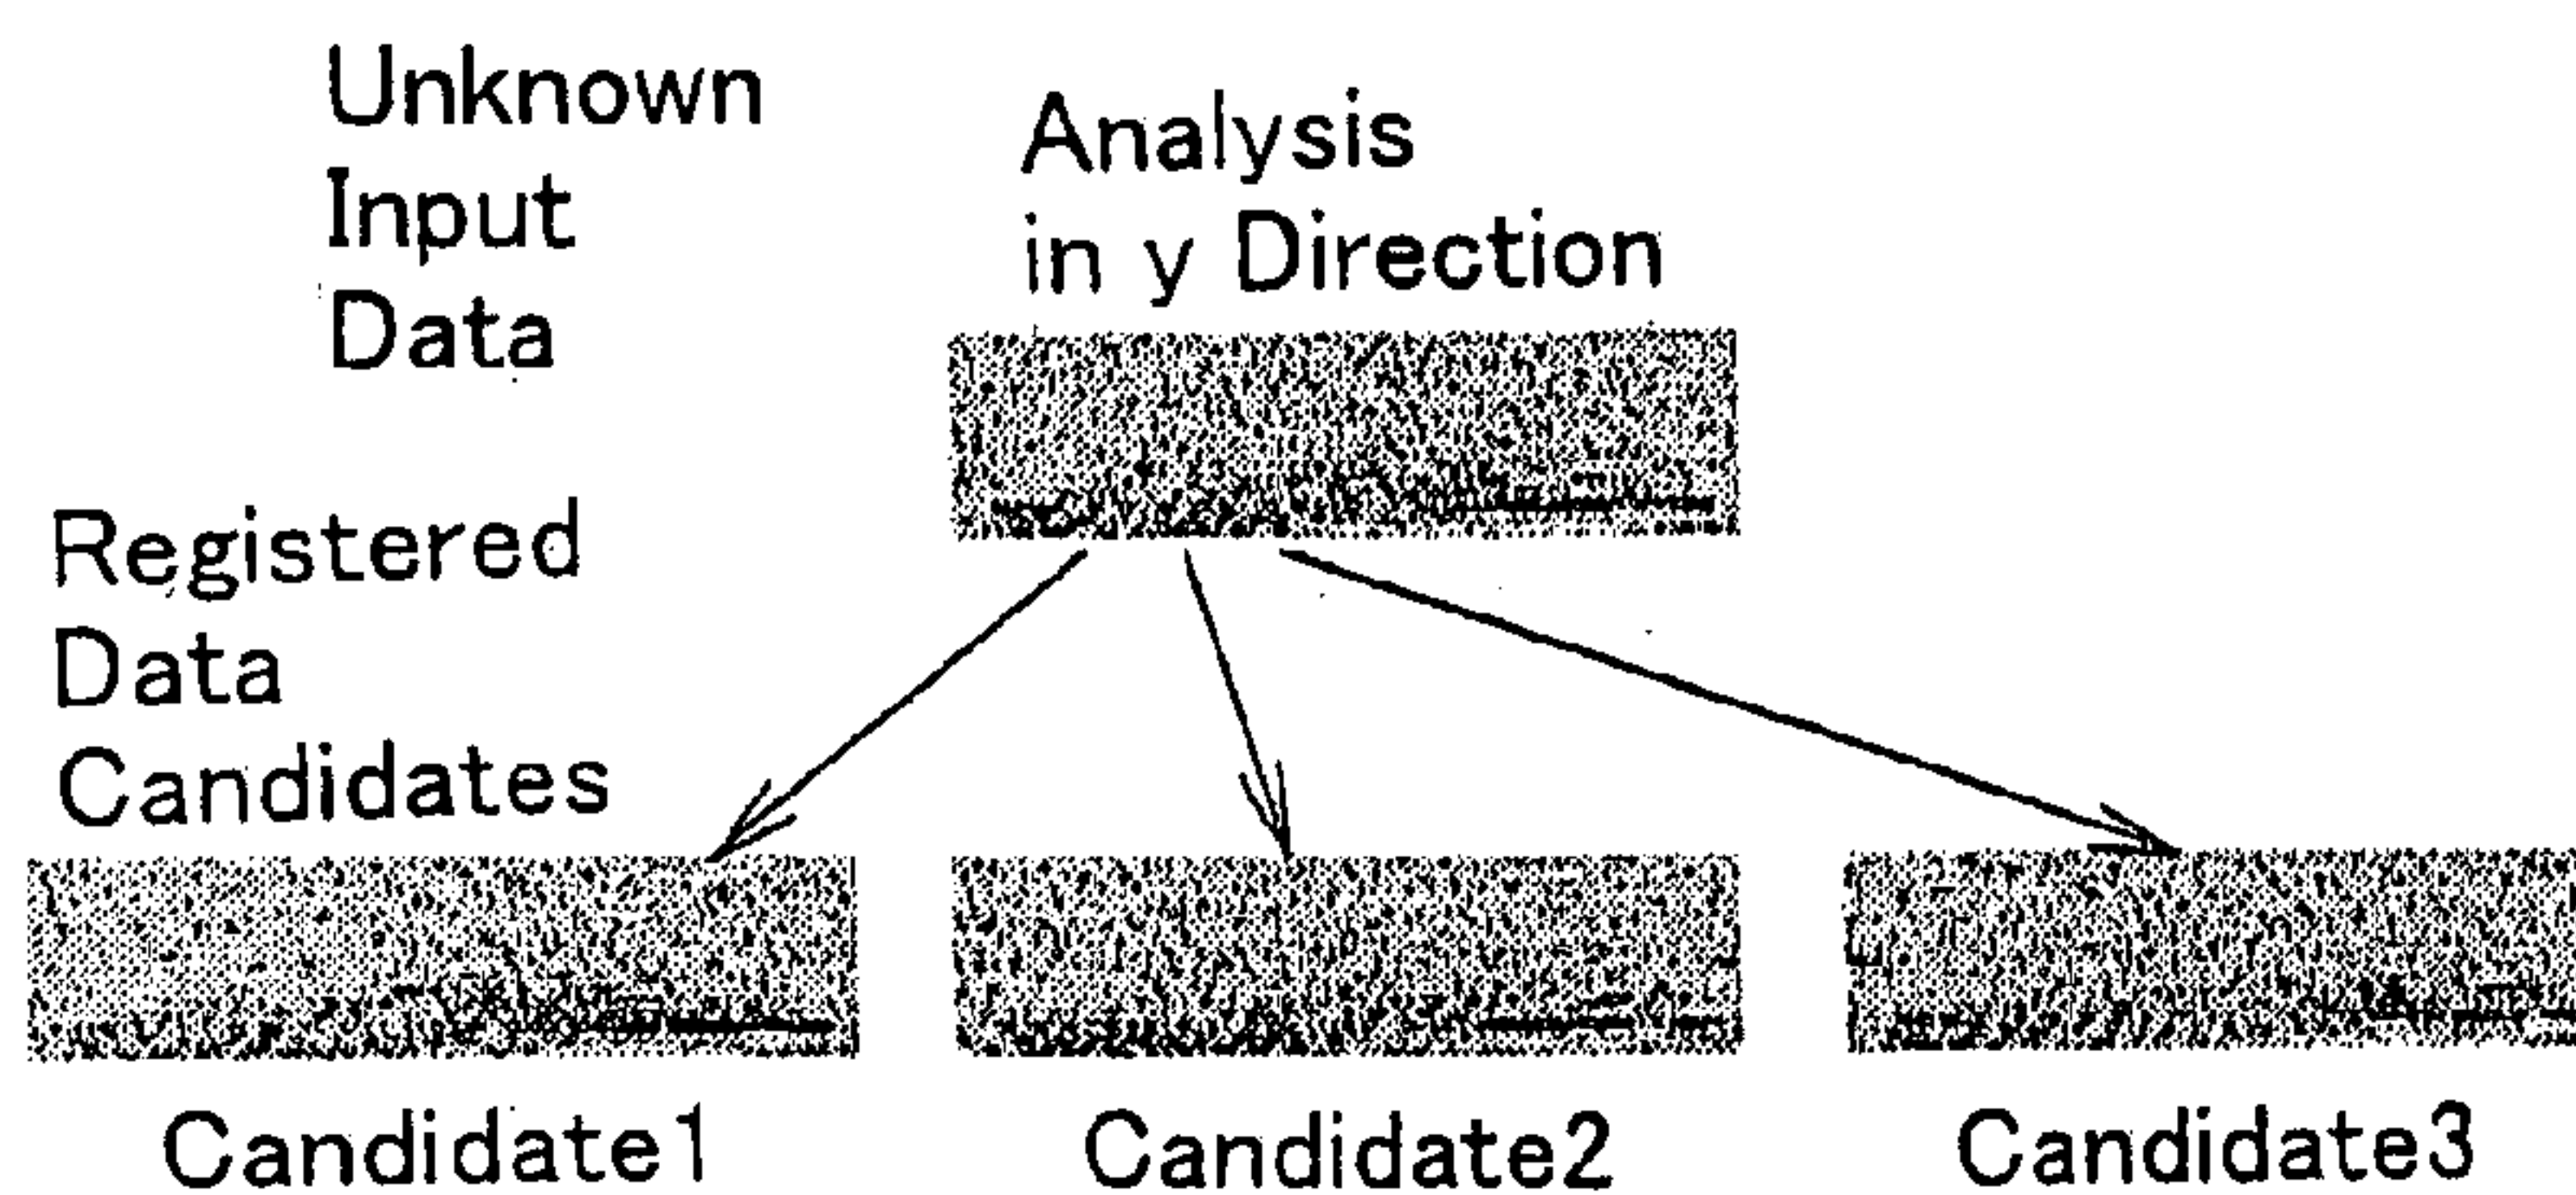 Unknown
Input
Data
Analysis
in y Direction
Registered
Data
Candidates
Candidate1
Candidate2
Candidate3